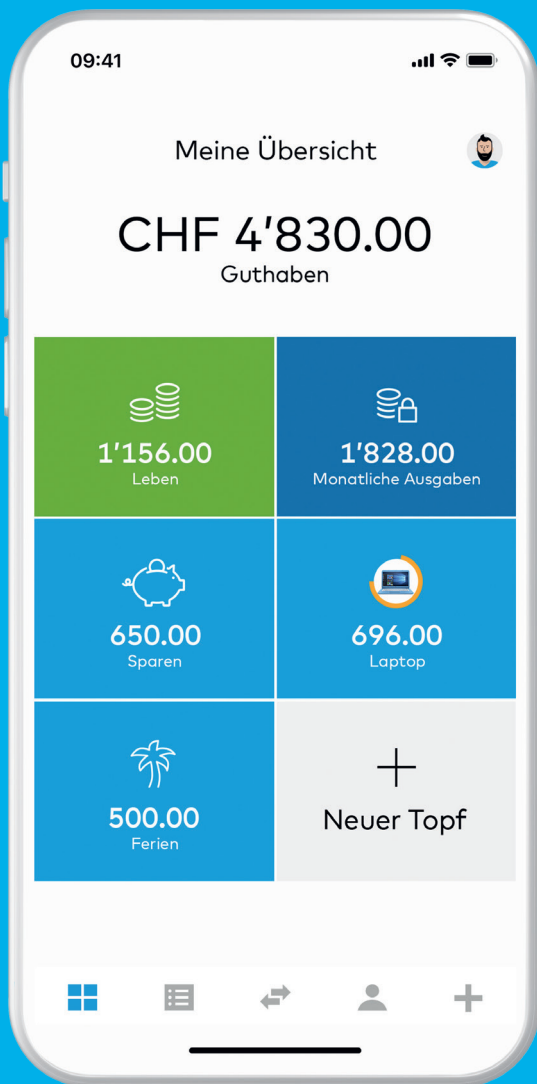 09:41
Meine Übersicht
CHF 4'830.00
Guthaben
1'156.00
Leben
1'828.00
Monatliche Ausgaben
650.00
Sparen
696.00
Laptop
500.00
Ferien
Neuer Topf